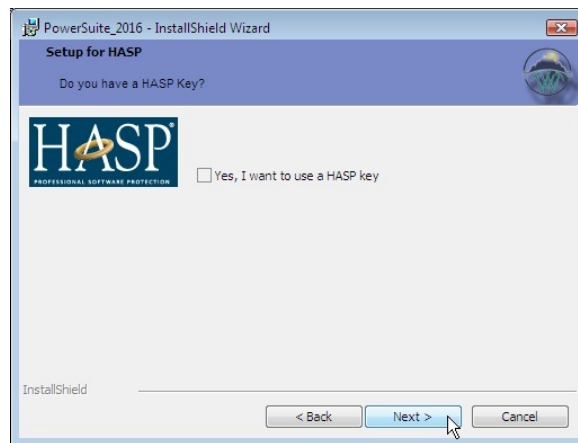 PowerSuite_2016 - InstallShield Wizard
Setup for HASP
Do you have a HASP Key?
HASP®
PROFESSIONAL SOFTWARE PROTECTION
Yes, I want to use a HASP key
InstallShield
< Back Next > Cancel